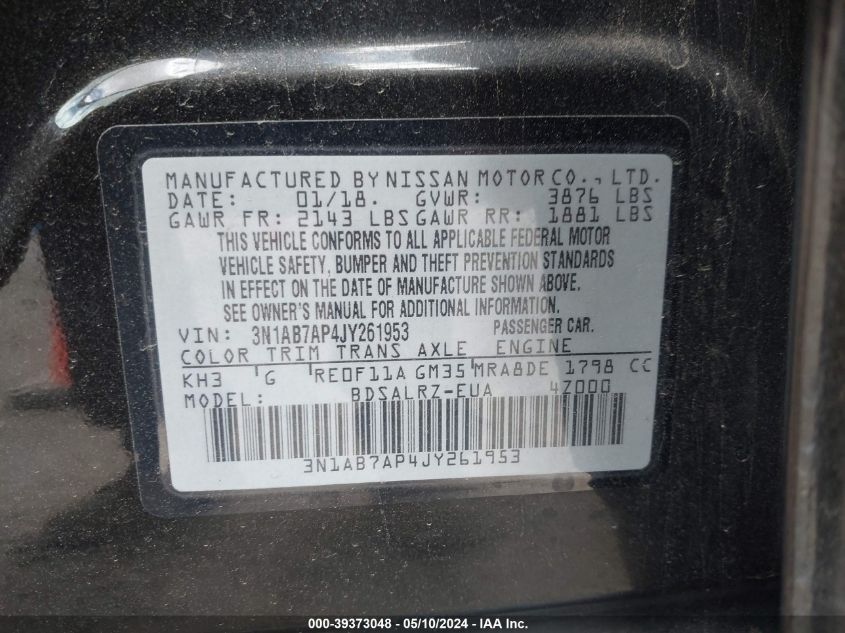 MANUFACTURED BY NISSAN MOTOR CO., LTD.
DATE: 01/18. GVWR: 3876 LBS
GAWR FR: 2143 LBS GAWR RR: 1881 LBS
THIS VEHICLE CONFORMS TO ALL APPLICABLE FEDERAL MOTOR
VEHICLE SAFETY, BUMPER AND THEFT PREVENTION STANDARDS
IN EFFECT ON THE DATE OF MANUFACTURE SHOWN ABOVE.
SEE OWNER'S MANUAL FOR ADDITIONAL INFORMATION.
VIN: 3N1AB7AP4JY261953 PASSENGER CAR.
COLOR TRIM TRANS AXLE ENGINE
KH3 'G 'RE0F11A GM35 MRA8DE 1798 CC
MODEL: BDSALRZ-EUA 4Z000
3N1AB7AP4JY261953
000-39373048 - 05/10/2024 - IAAI.COM